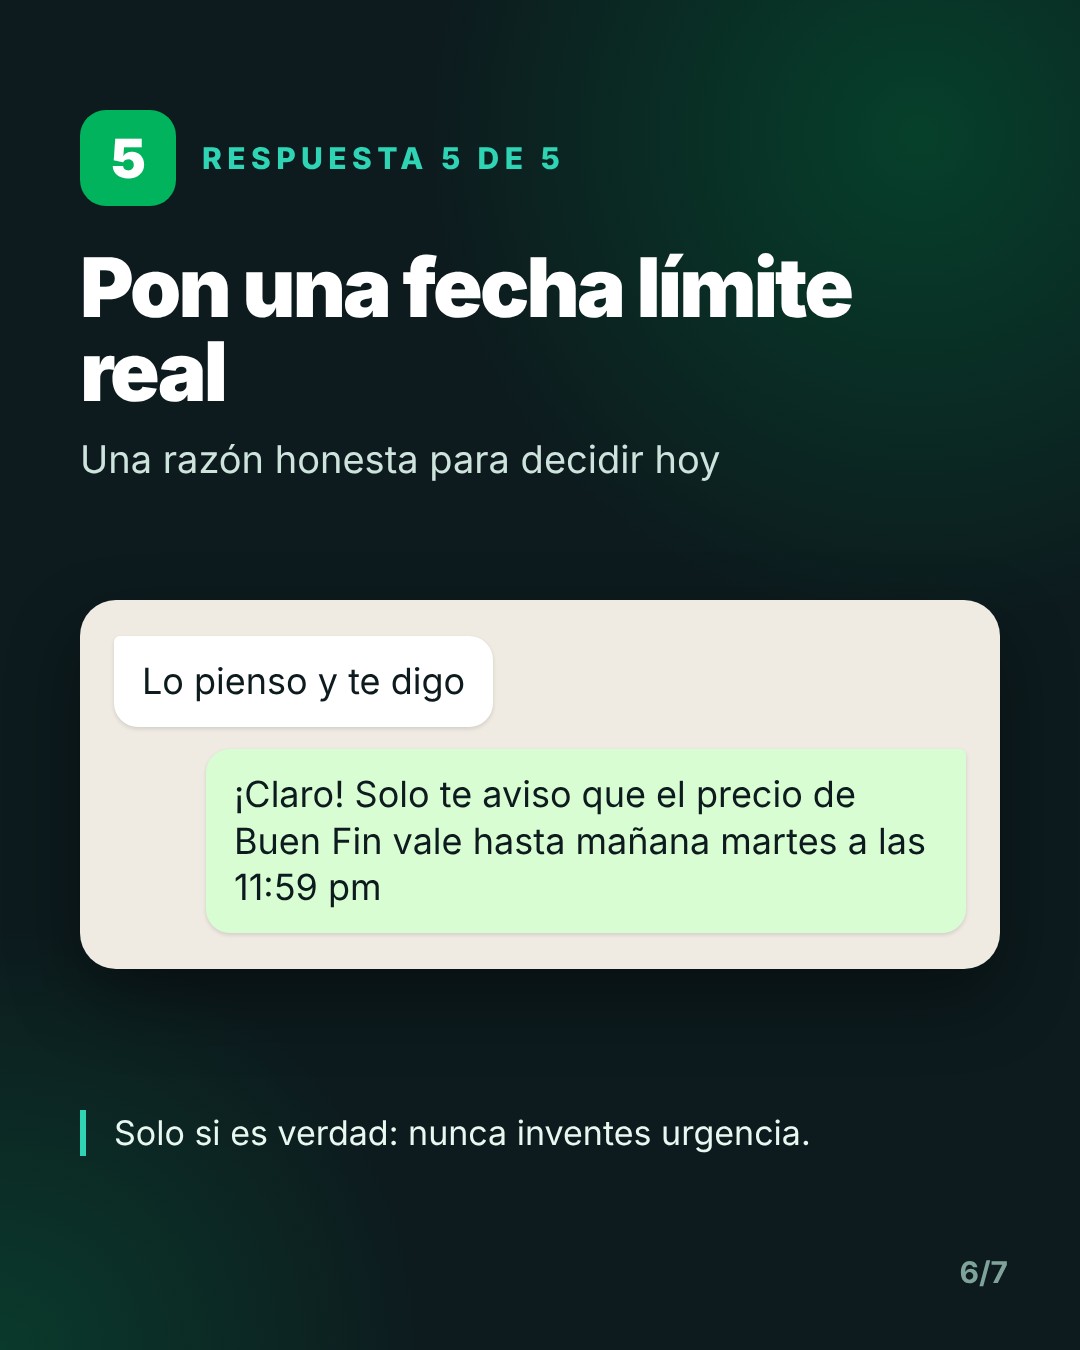 5
RESPUESTA 5 DE 5
Pon una fecha límite
real
Una razón honesta para decidir hoy
Lo pienso y te digo
¡Claro! Solo te aviso que el precio de
Buen Fin vale hasta mañana martes a las
11:59 pm
Solo si es verdad: nunca inventes urgencia.
6/7